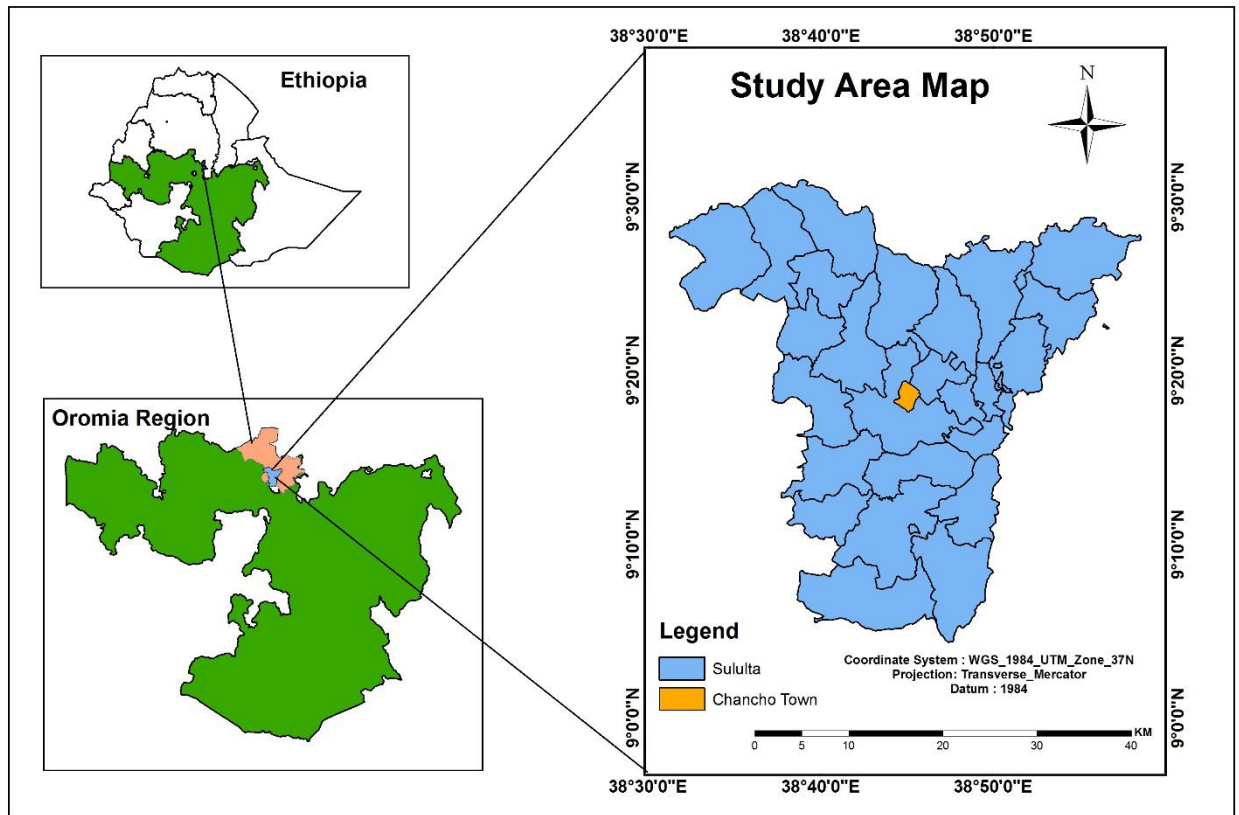 Ethiopia
Oromia Region
38°30'0"E 38°40'0"E 38°50'0"E
Study Area Map
N
9°30'0"N 9°30'0"N
9°20'0"N 9°20'0"N
9°10'0"N 9°10'0"N
9°0'0"N 9°0'0"N
Legend
Sululta
Chancho Town
Coordinate System : WGS_1984_UTM_Zone_37N
Projection: Transverse_Mercator
Datum : 1984
KM
0 5 10 20 30 40
38°30'0"E 38°40'0"E 38°50'0"E